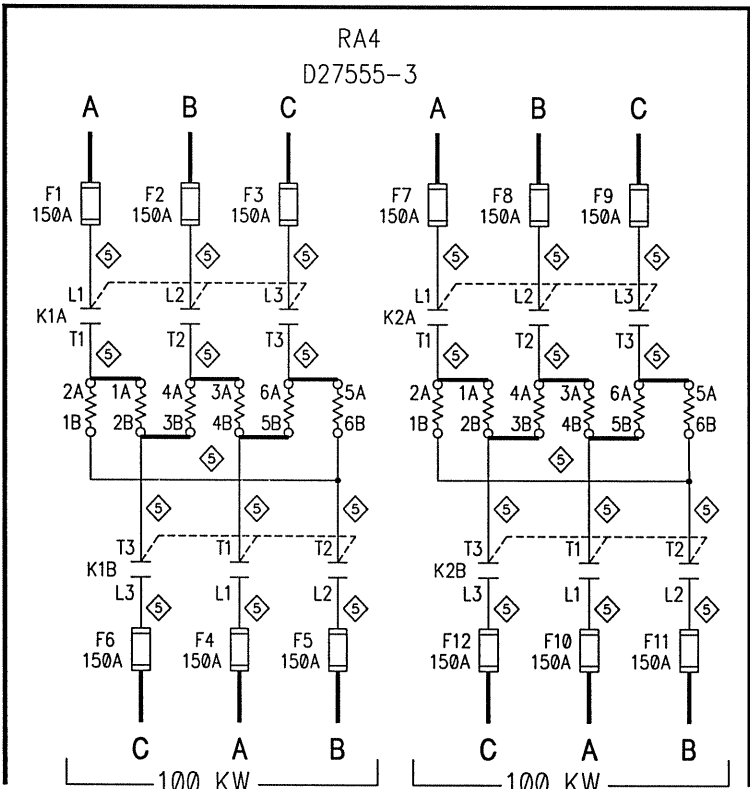 RA4
D27555-3
A B C A B C
F1 F2 F3 F7 F8 F9
150A 150A 150A 150A 150A 150A
5 5 5 5 5 5
L1 L2 L3 L1 L2 L3
K1A K2A
T1 T2 T3 T1 T2 T3
5 5 5 5 5 5
2A 1A 4A 3A 6A 5A 2A 1A 4A 3A 6A 5A
1B 2B 3B 4B 5B 6B 1B 2B 3B 4B 5B 6B
5 5
5 5 5 5 5 5
T3 T1 T2 T3 T1 T2
K1B K2B
L3 L1 L2 L3 L1 L2
5 5 5 5 5 5
F6 F4 F5 F12 F10 F11
150A 150A 150A 150A 150A 150A
C A B C A B
100 KW 100 KW